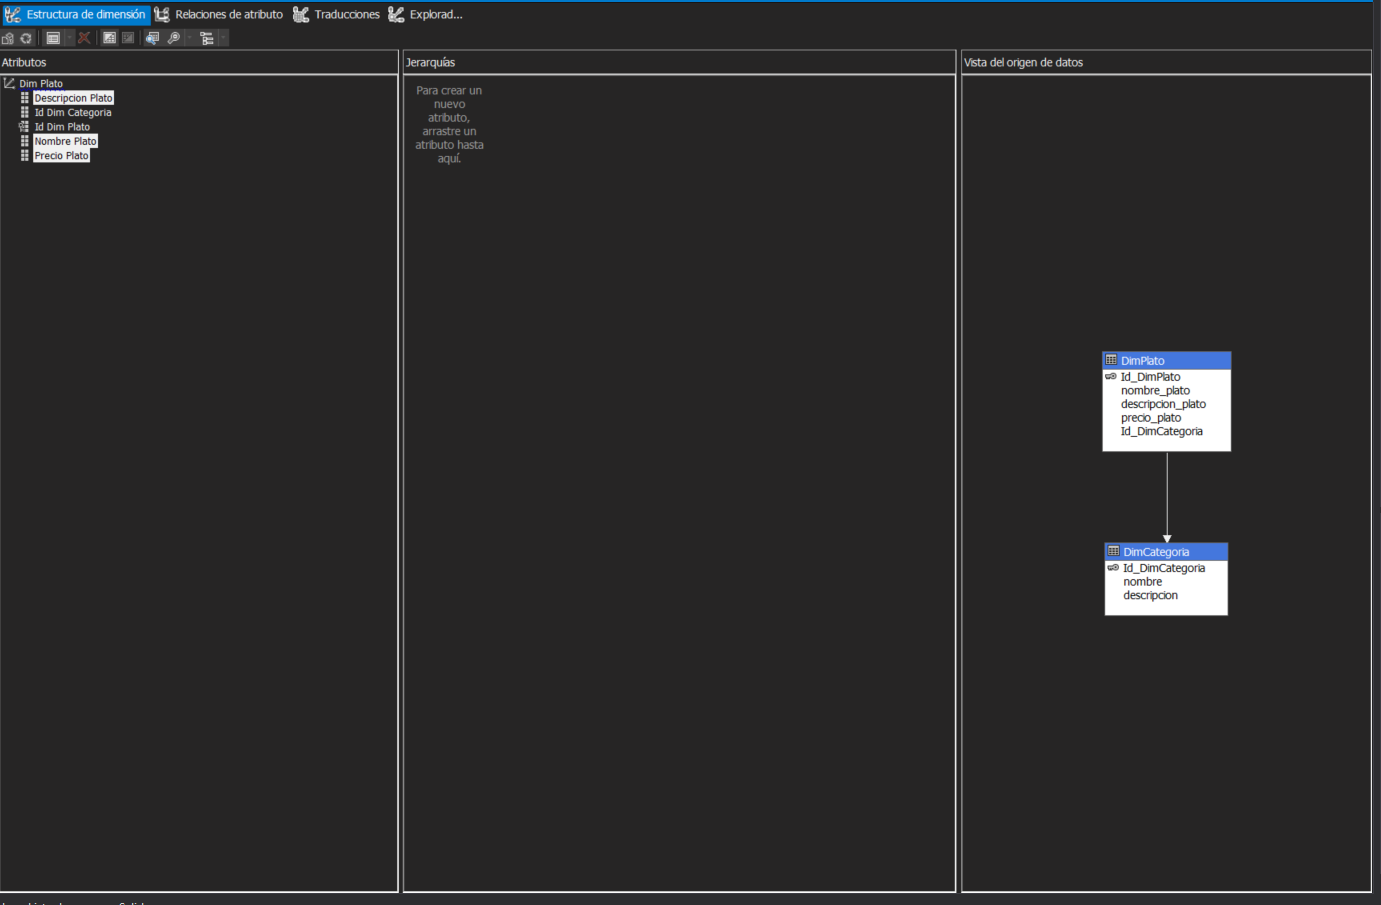 Estructura de dimensión Relaciones de atributo Traducciones Explorad...
Atributos
Dim Plato
Descripcion Plato
Id Dim Categoria
Id Dim Plato
Nombre Plato
Precio Plato
Jerarquías
Para crear un
nuevo
atributo,
arrastre un
atributo hasta
aquí.
Vista del origen de datos
DimPlato
Id_DimPlato
nombre_plato
descripcion_plato
precio_plato
Id_DimCategoria
DimCategoria
Id_DimCategoria
nombre
descripcion